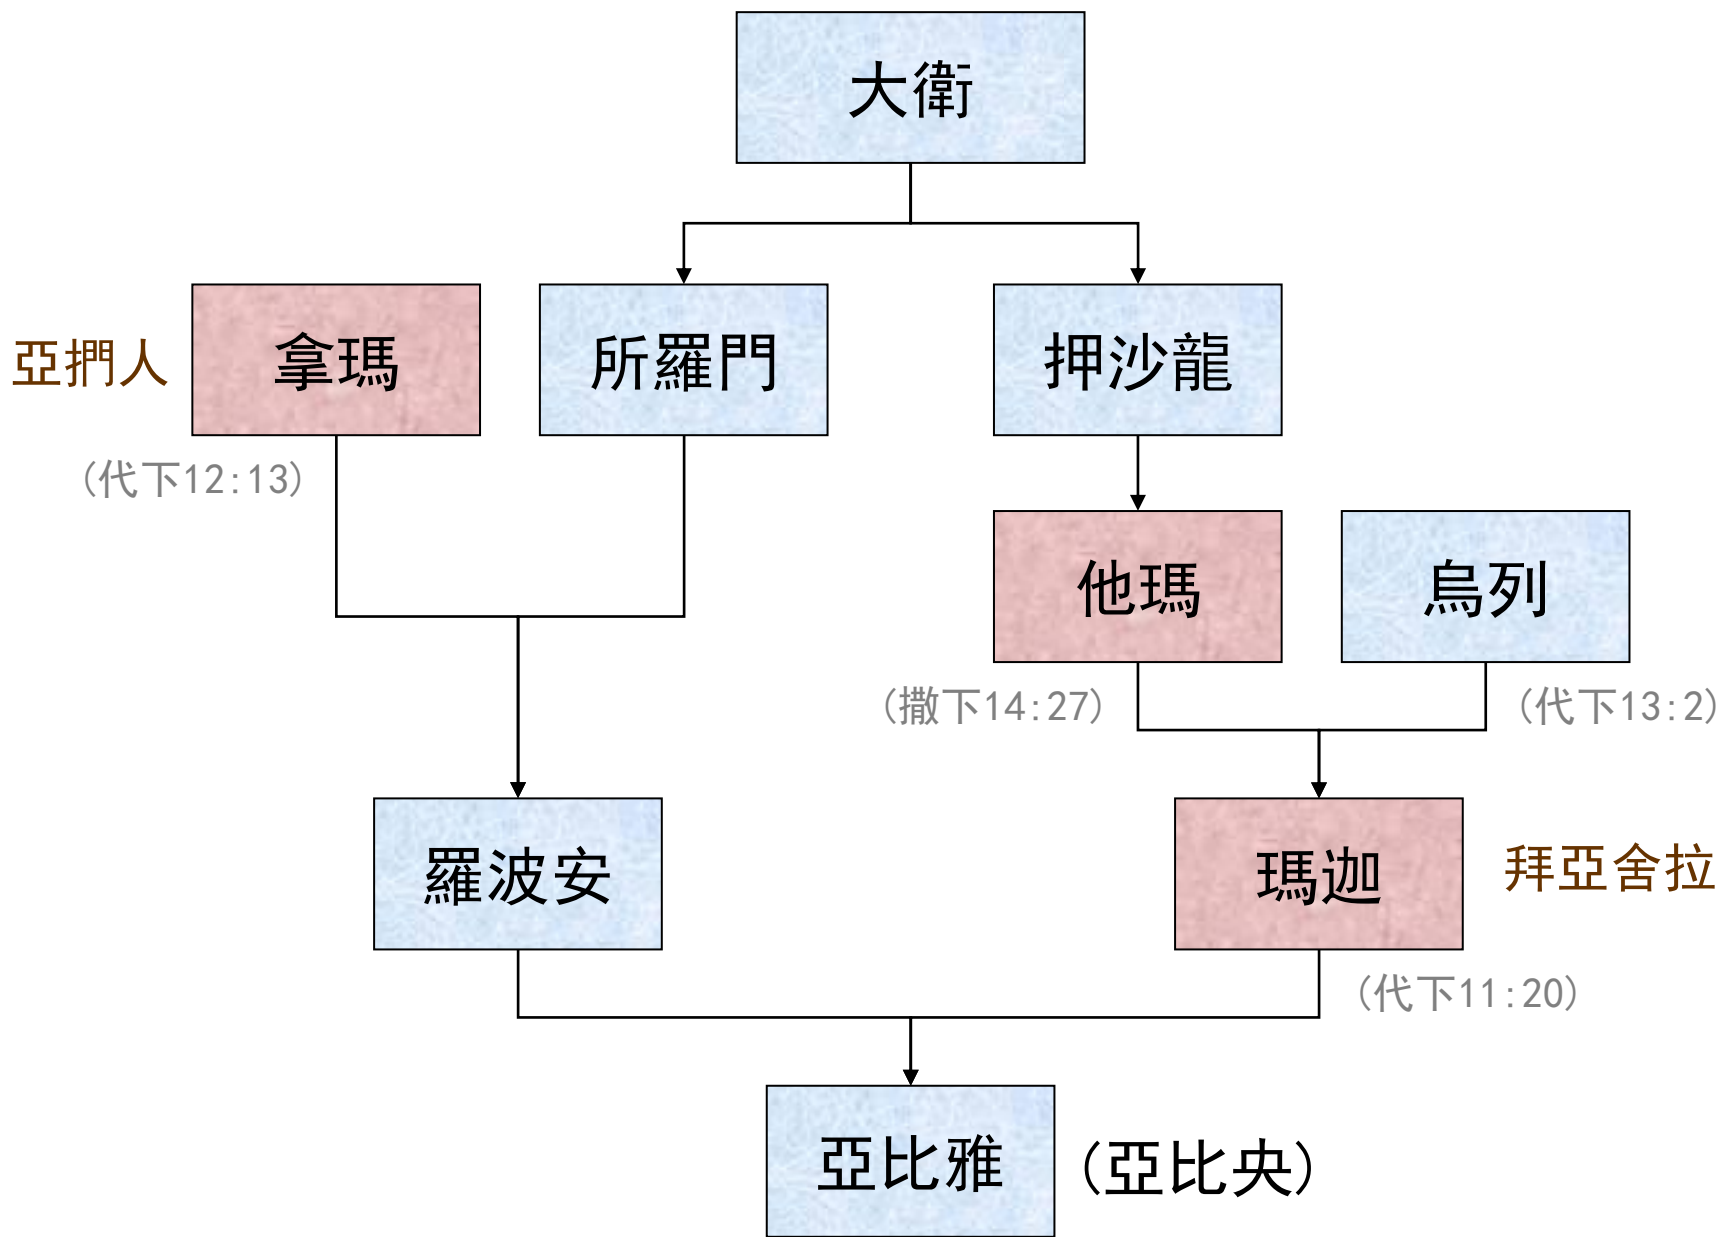 大衛
亞捫人
拿瑪
所羅門
押沙龍
(代下12:13)
他瑪
烏列
(撒下14:27)
(代下13:2)
羅波安
瑪迦
拜亞舍拉
(代下11:20)
亞比雅
(亞比央)